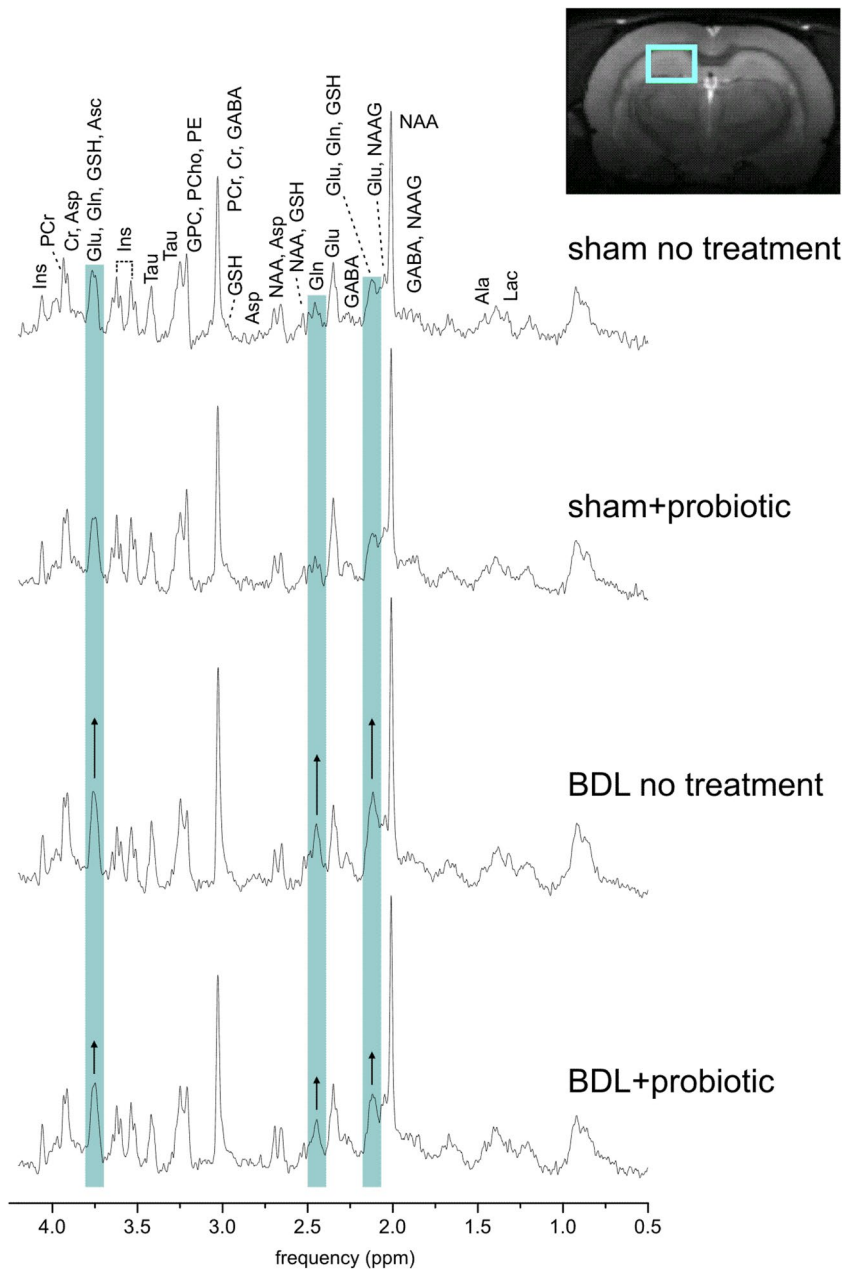 Ins
PCr
Cr, Asp
Glu, Gln, GSH, Asc
Ins
Tau
Tau
GPC, PCho, PE
PCr, Cr, GABA
GSH
Asp
NAA, Asp
NAA, GSH
Gln
Glu
GABA
Glu, Gln, GSH
Glu, NAAG
NAA
GABA, NAAG
Ala
Lac
sham no treatment
sham+probiotic
BDL no treatment
BDL+probiotic
4.0 3.5 3.0 2.5 2.0 1.5 1.0 0.5
frequency (ppm)